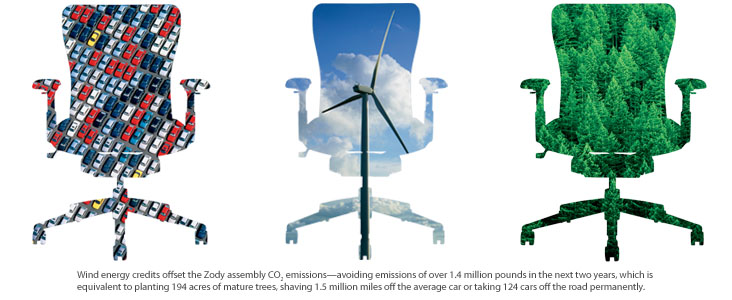 Wind energy credits offset the Zody assembly CO₂ emissions—avoiding emissions of over 1.4 million pounds in the next two years, which is
equivalent to planting 194 acres of mature trees, shaving 1.5 million miles off the average car or taking 124 cars off the road permanently.